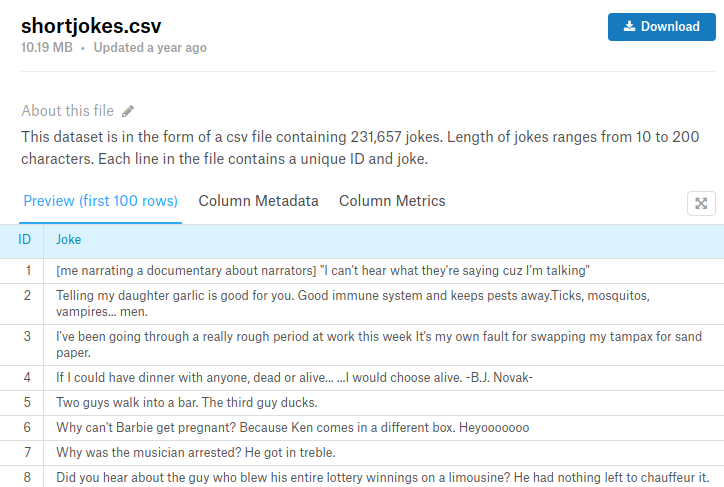 shortjokes.csv
Download
10.19 MB • Updated a year ago
About this file
This dataset is in the form of a csv file containing 231,657 jokes. Length of jokes ranges from 10 to 200
characters. Each line in the file contains a unique ID and joke.
Preview (first 100 rows) Column Metadata Column Metrics
ID Joke
1 [me narrating a documentary about narrators] "I can't hear what they're saying cuz I'm talking"
2 Telling my daughter garlic is good for you. Good immune system and keeps pests away.Ticks, mosquitos,
vampires... men.
3 I've been going through a really rough period at work this week It's my own fault for swapping my tampax for sand
paper.
4 If I could have dinner with anyone, dead or alive... ...I would choose alive. -B.J. Novak-
5 Two guys walk into a bar. The third guy ducks.
6 Why can't Barbie get pregnant? Because Ken comes in a different box. Heyooooooo
7 Why was the musician arrested? He got in treble.
8 Did you hear about the guy who blew his entire lottery winnings on a limousine? He had nothing left to chauffeur it.